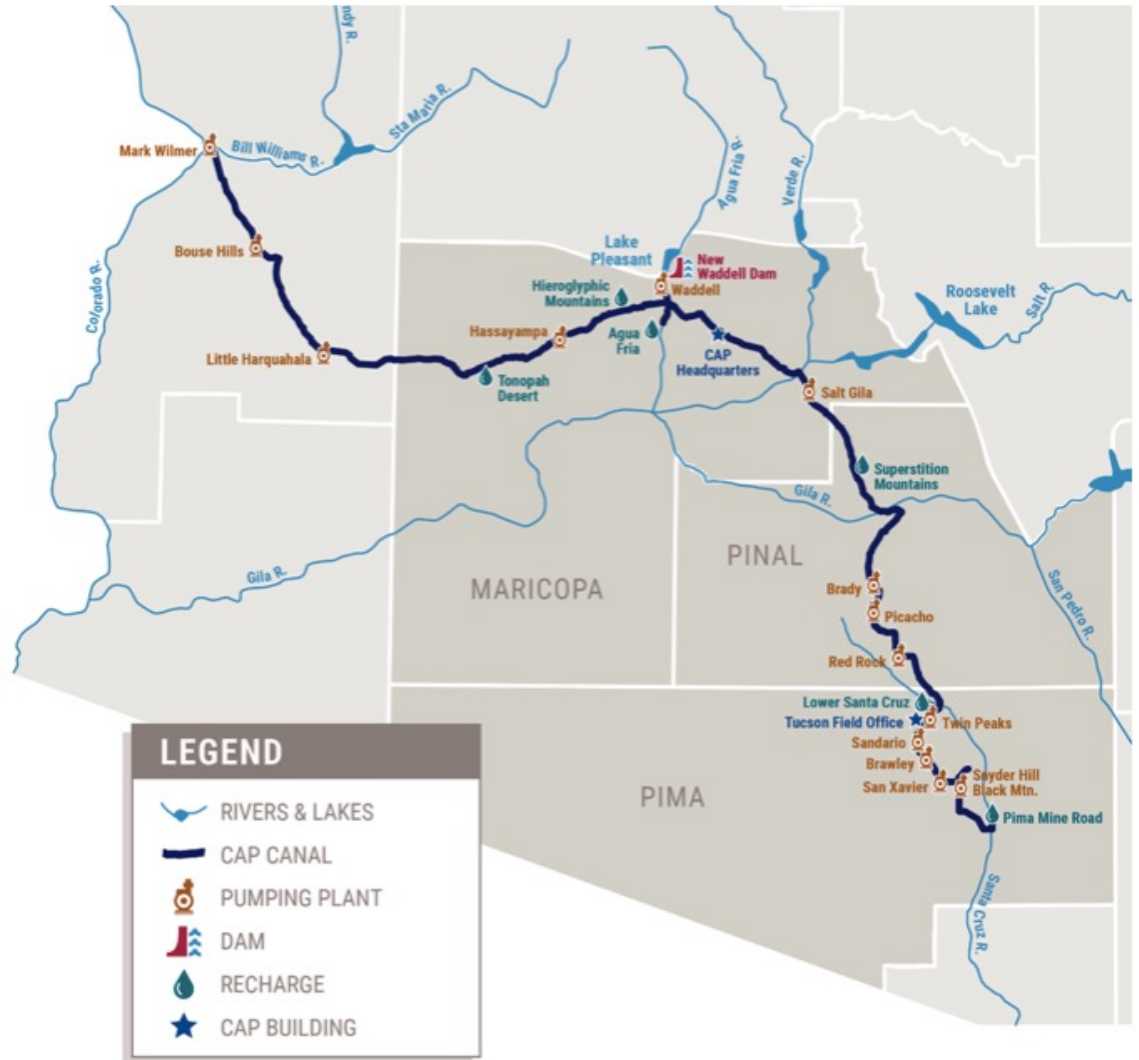 ndy R.
Sta Maria R.
Bill Williams R.
Mark Wilmer
Agua Fria R.
Verde R.
Bouse Hills
Lake
Pleasant
New
Waddell Dam
Waddell
Colorado R.
Hieroglyphic
Mountains
Roosevelt
Lake
Salt R
Hassayampa
Agua
Fria
Little Harquahala
CAP
Headquarters
Tonopah
Desert
Salt Gila
Superstition
Mountains
Gila R.
PINAL
Gila R.
MARICOPA
Brady
Picacho
San Pedro R.
Red Rock
Lower Santa Cruz
Tucson Field Office
Twin Peaks
Sandario
Brawley
San Xavier
Snyder Hill
Black Mtn.
PIMA
Pima Mine Road
Santa Cruz R.
LEGEND
RIVERS & LAKES
CAP CANAL
PUMPING PLANT
DAM
RECHARGE
CAP BUILDING